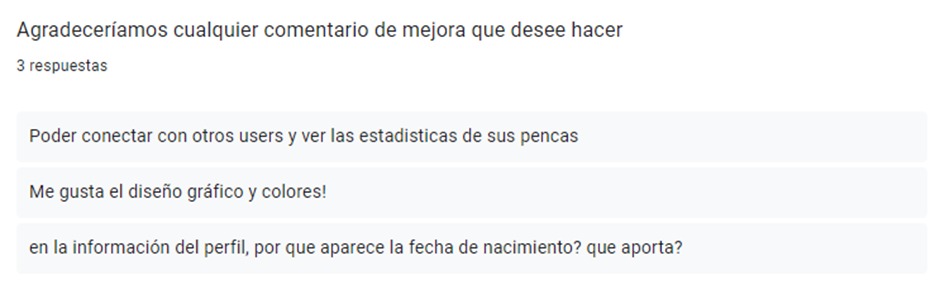 Agradeceríamos cualquier comentario de mejora que desee hacer
3 respuestas
Poder conectar con otros users y ver las estadisticas de sus pencas
Me gusta el diseño gráfico y colores!
en la información del perfil, por que aparece la fecha de nacimiento? que aporta?